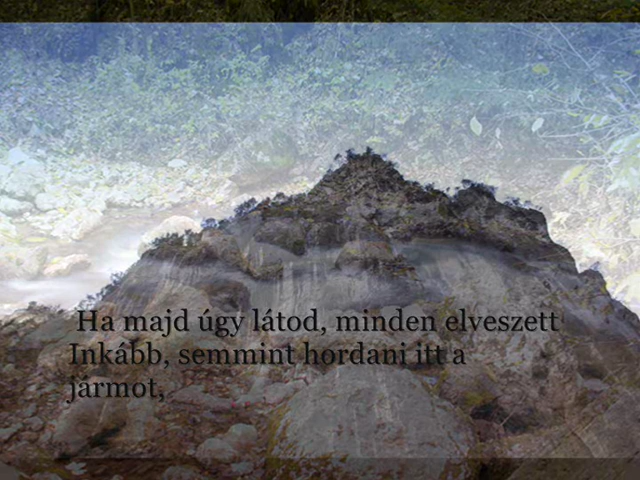 Ha majd úgy látod, minden elveszett
Inkább, semmint hordani itt a
jármot,